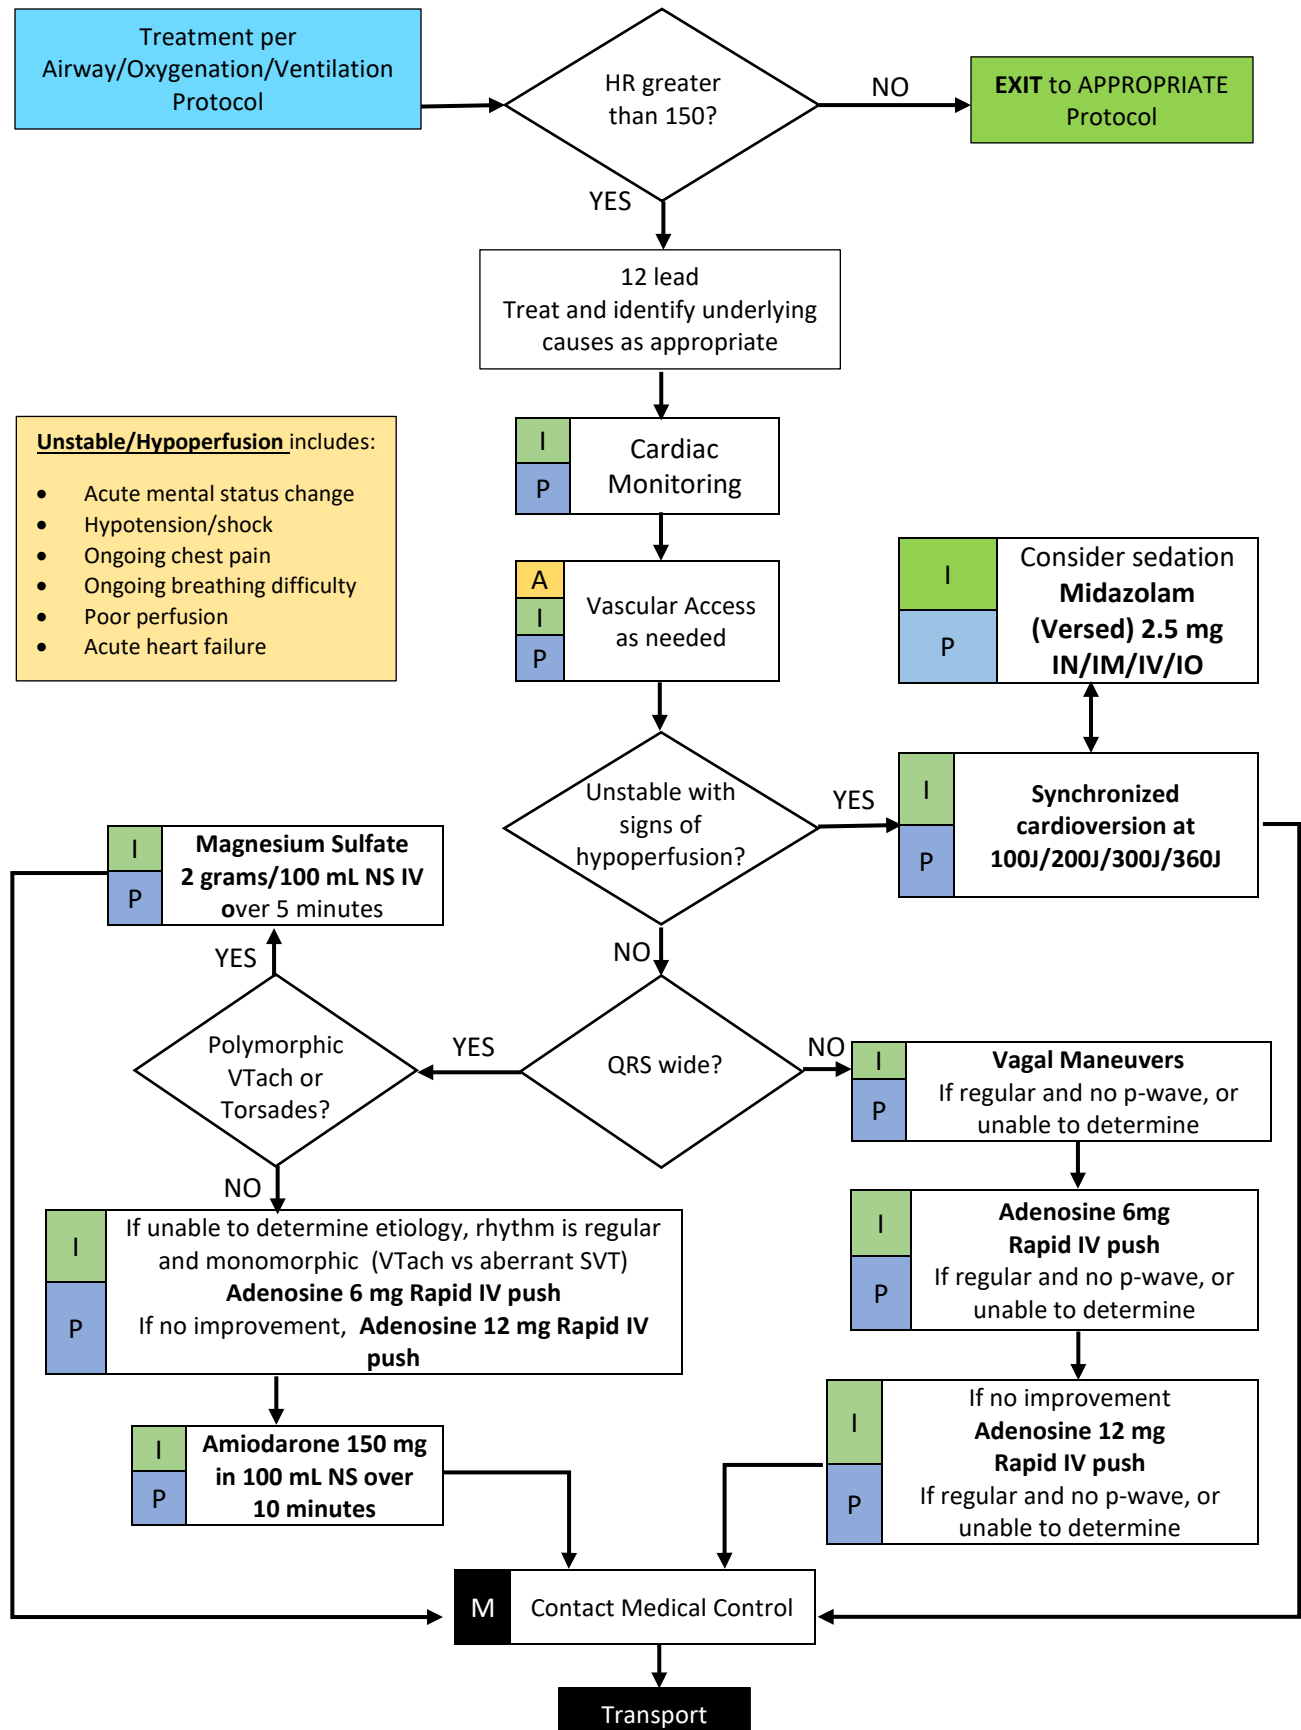 Treatment per
Airway/Oxygenation/Ventilation
Protocol
HR greater
than 150?
NO
EXIT to APPROPRIATE
Protocol
YES
12 lead
Treat and identify underlying
causes as appropriate
Unstable/Hypoperfusion includes:
• Acute mental status change
• Hypotension/shock
• Ongoing chest pain
• Ongoing breathing difficulty
• Poor perfusion
• Acute heart failure
I
P
Cardiac
Monitoring
A
I
P
Vascular Access
as needed
I
P
Consider sedation
Midazolam
(Versed) 2.5 mg
IN/IM/IV/IO
Unstable with
signs of
hypoperfusion?
YES
I
P
Synchronized
cardioversion at
100J/200J/300J/360J
NO
I
P
Magnesium Sulfate
2 grams/100 mL NS IV
over 5 minutes
YES
Polymorphic
VTach or
Torsades?
YES
QRS wide?
NO
I
P
Vagal Maneuvers
If regular and no p-wave, or
unable to determine
NO
I
P
If unable to determine etiology, rhythm is regular
and monomorphic (VTach vs aberrant SVT)
Adenosine 6 mg Rapid IV push
If no improvement, Adenosine 12 mg Rapid IV
push
I
P
Adenosine 6mg
Rapid IV push
If regular and no p-wave, or
unable to determine
I
P
Amiodarone 150 mg
in 100 mL NS over
10 minutes
I
P
If no improvement
Adenosine 12 mg
Rapid IV push
If regular and no p-wave, or
unable to determine
M
Contact Medical Control
Transport